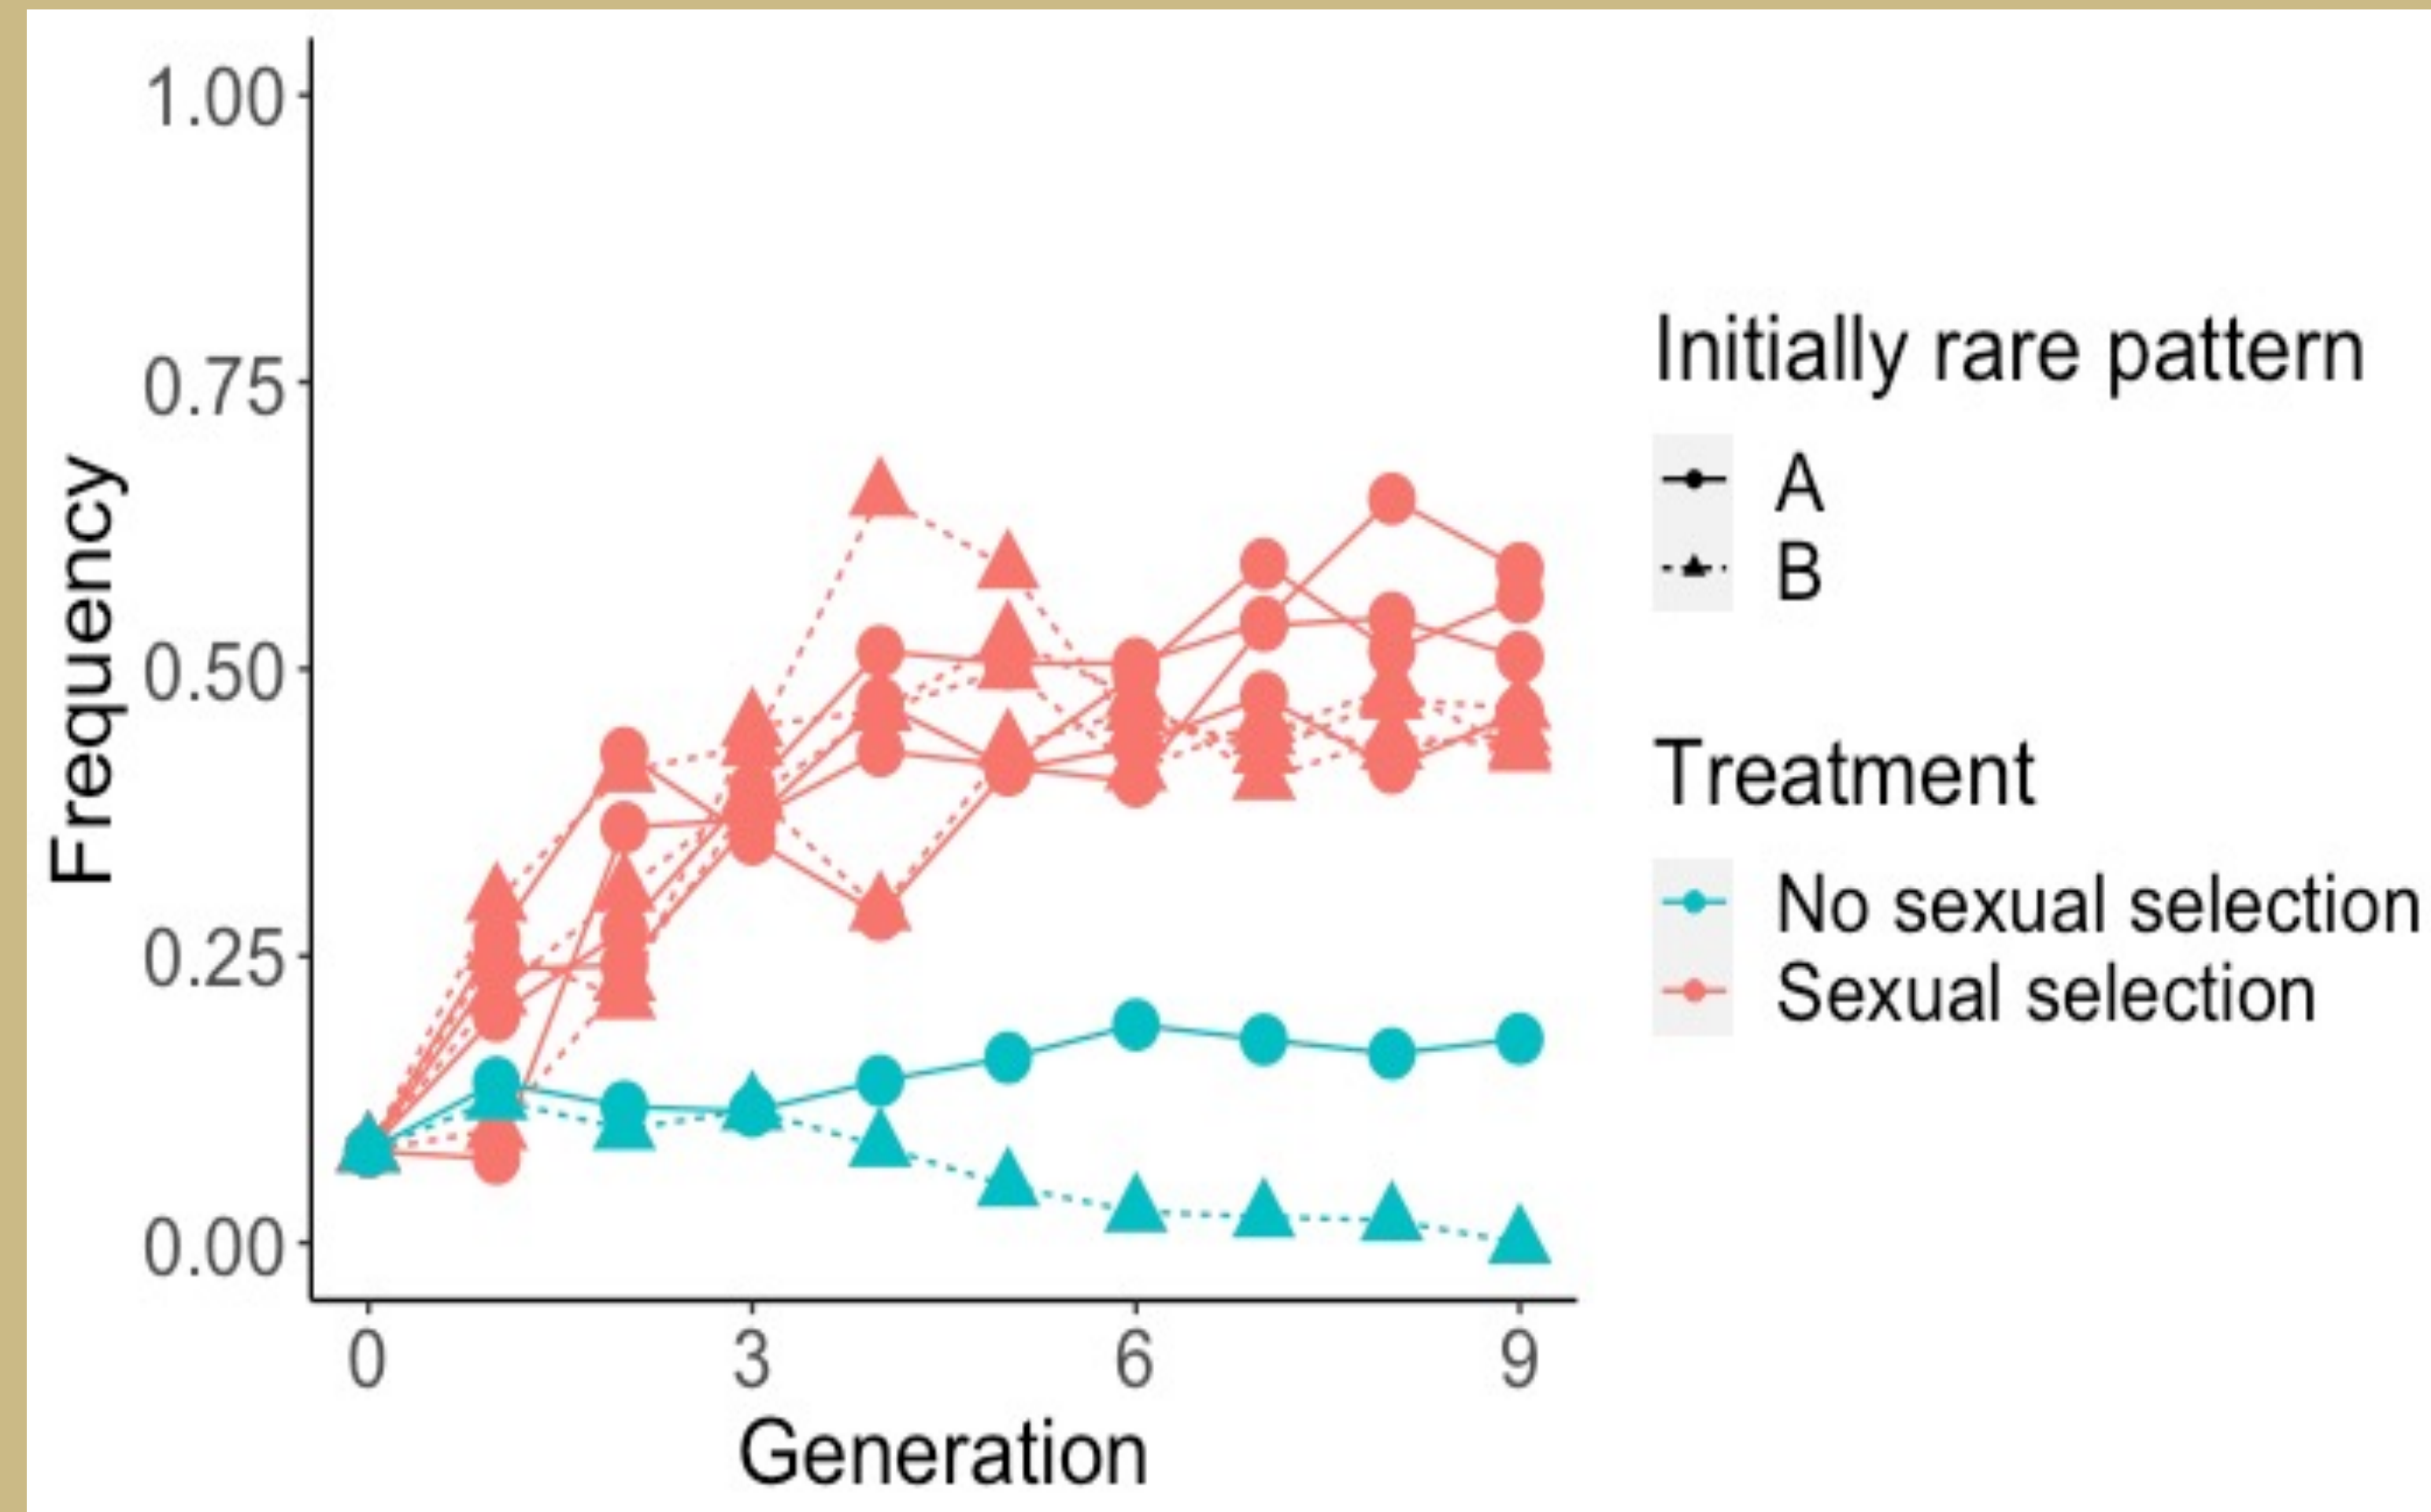 Frequency
1.00
0.75
0.50
0.25
0.00
0 3 6 9
Generation
Initially rare pattern
A
B
Treatment
No sexual selection
Sexual selection